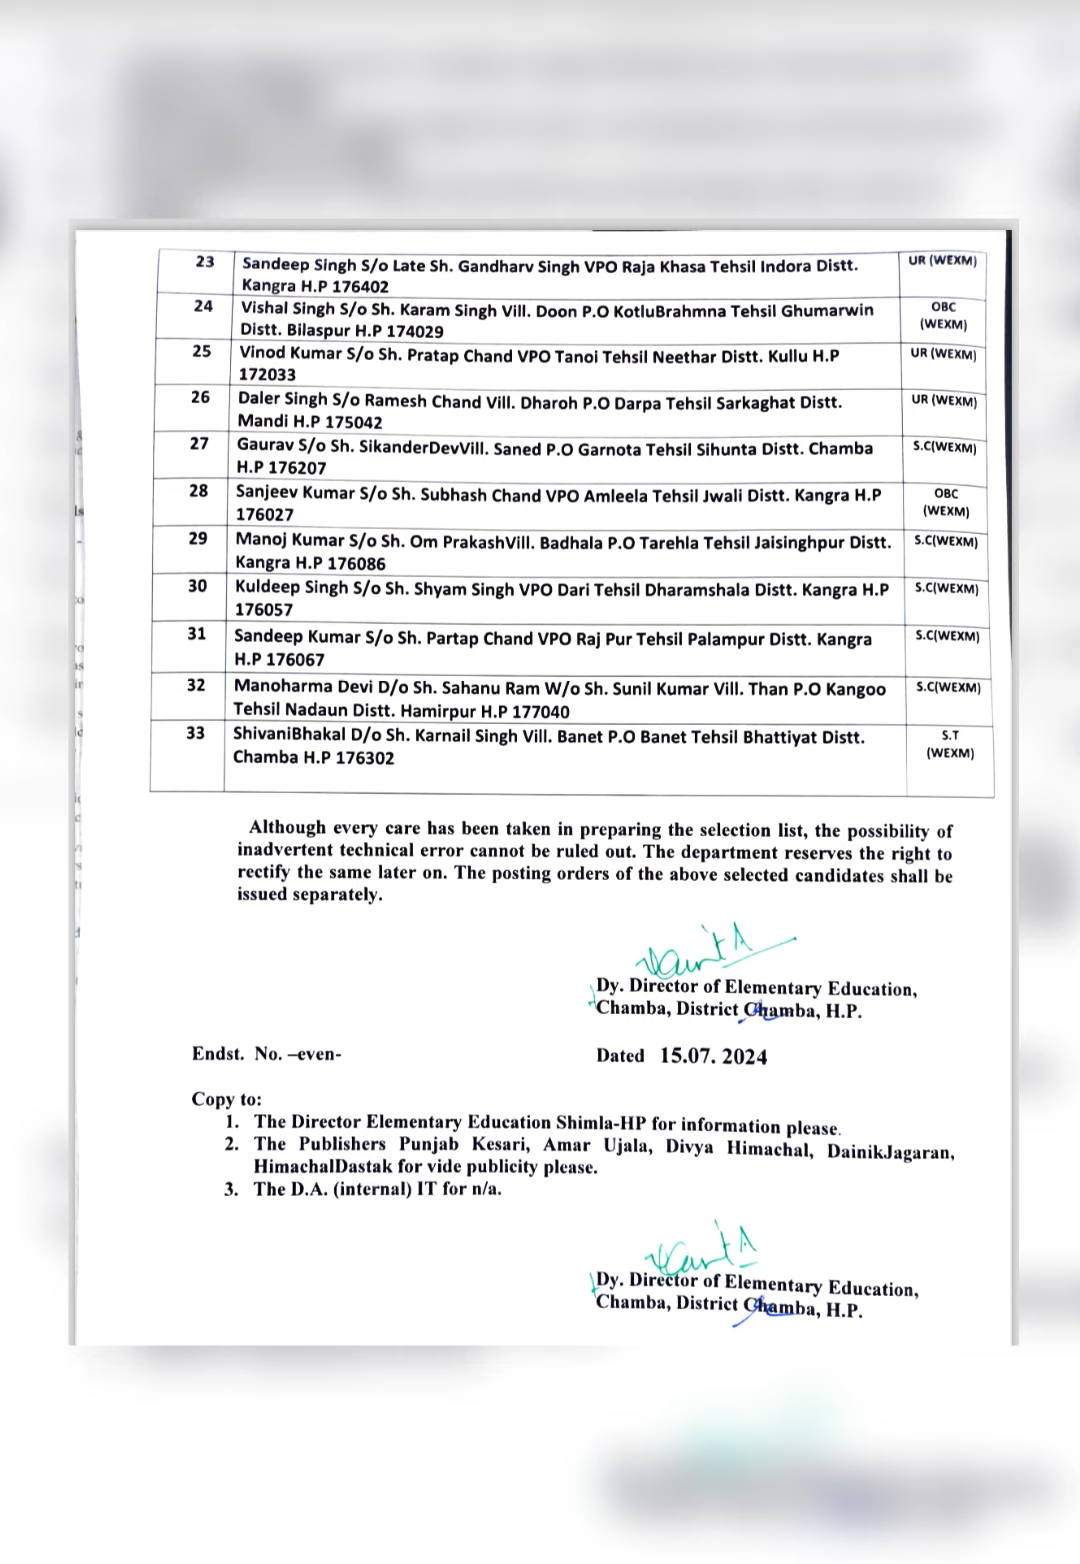 23 Sandeep Singh S/o Late Sh. Gandharv Singh VPO Raja Khasa Tehsil Indora Distt. UR (WEXM)
Kangra H.P 176402
24 Vishal Singh S/o Sh. Karam Singh Vill. Doon P.O KotluBrahmna Tehsil Ghumarwin OBC
Distt. Bilaspur H.P 174029 (WEXM)
25 Vinod Kumar S/o Sh. Pratap Chand VPO Tanoi Tehsil Neethar Distt. Kullu H.P UR (WEXM)
172033
26 Daler Singh S/o Ramesh Chand Vill. Dharoh P.O Darpa Tehsil Sarkaghat Distt. UR (WEXM)
Mandi H.P 175042
27 Gaurav S/o Sh. SikanderDevVill. Saned P.O Garnota Tehsil Sihunta Distt. Chamba S.C(WEXM)
H.P 176207
28 Sanjeev Kumar S/o Sh. Subhash Chand VPO Amleela Tehsil Jwali Distt. Kangra H.P OBC
176027 (WEXM)
29 Manoj Kumar S/o Sh. Om PrakashVill. Badhala P.O Tarehla Tehsil Jaisinghpur Distt. S.C(WEXM)
Kangra H.P 176086
30 Kuldeep Singh S/o Sh. Shyam Singh VPO Dari Tehsil Dharamshala Distt. Kangra H.P S.C(WEXM)
176057
31 Sandeep Kumar S/o Sh. Partap Chand VPO Raj Pur Tehsil Palampur Distt. Kangra S.C(WEXM)
H.P 176067
32 Manoharma Devi D/o Sh. Sahanu Ram W/o Sh. Sunil Kumar Vill. Than P.O Kangoo S.C(WEXM)
Tehsil Nadaun Distt. Hamirpur H.P 177040
33 ShivaniBhakal D/o Sh. Karnail Singh Vill. Banet P.O Banet Tehsil Bhattiyat Distt. S.T
Chamba H.P 176302 (WEXM)
Although every care has been taken in preparing the selection list, the possibility of
inadvertent technical error cannot be ruled out. The department reserves the right to
rectify the same later on. The posting orders of the above selected candidates shall be
issued separately.
Dy. Director of Elementary Education,
Chamba, District Chamba, H.P.
Endst. No. –even- Dated 15.07. 2024
Copy to:
1. The Director Elementary Education Shimla-HP for information please.
2. The Publishers Punjab Kesari, Amar Ujala, Divya Himachal, DainikJagaran,
HimachalDastak for vide publicity please.
3. The D.A. (internal) IT for n/a.
Dy. Director of Elementary Education,
Chamba, District Chamba, H.P.